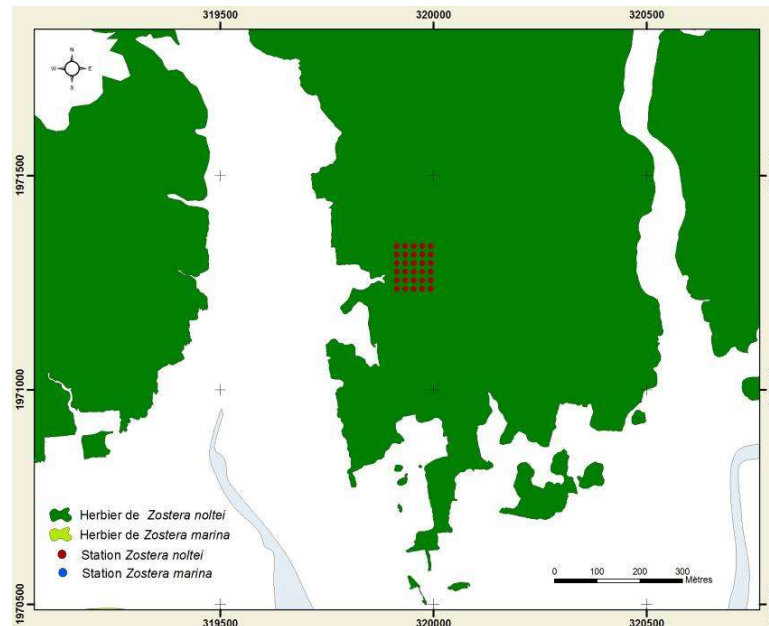 319500 320000 320500
N
W E
S
1971500
1971000
1970500
Herbier de Zostera noltei
Herbier de Zostera marina
Station Zostera noltei
Station Zostera marina
0 100 200 300
Mètres
319500 320000 320500